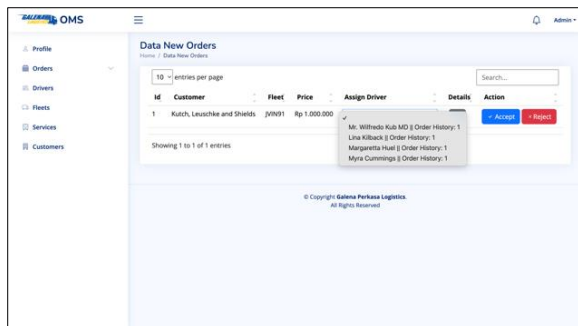 GALENA
LOGISTICS
OMS
Admin
Profile
Orders
Drivers
Fleets
Services
Customers
Data New Orders
Home / Data New Orders
10 entries per page
Search...
Id Customer Fleet Price Assign Driver Details Action
1 Kutch, Leuschke and Shields JVIN91 Rp 1.000.000 Accept Reject
Mr. Wilfredo Kub MD || Order History: 1
Lina Kilback || Order History: 1
Margaretta Huel || Order History: 1
Myra Cummings || Order History: 1
Showing 1 to 1 of 1 entries
© Copyright Galena Perkasa Logistics.
All Rights Reserved